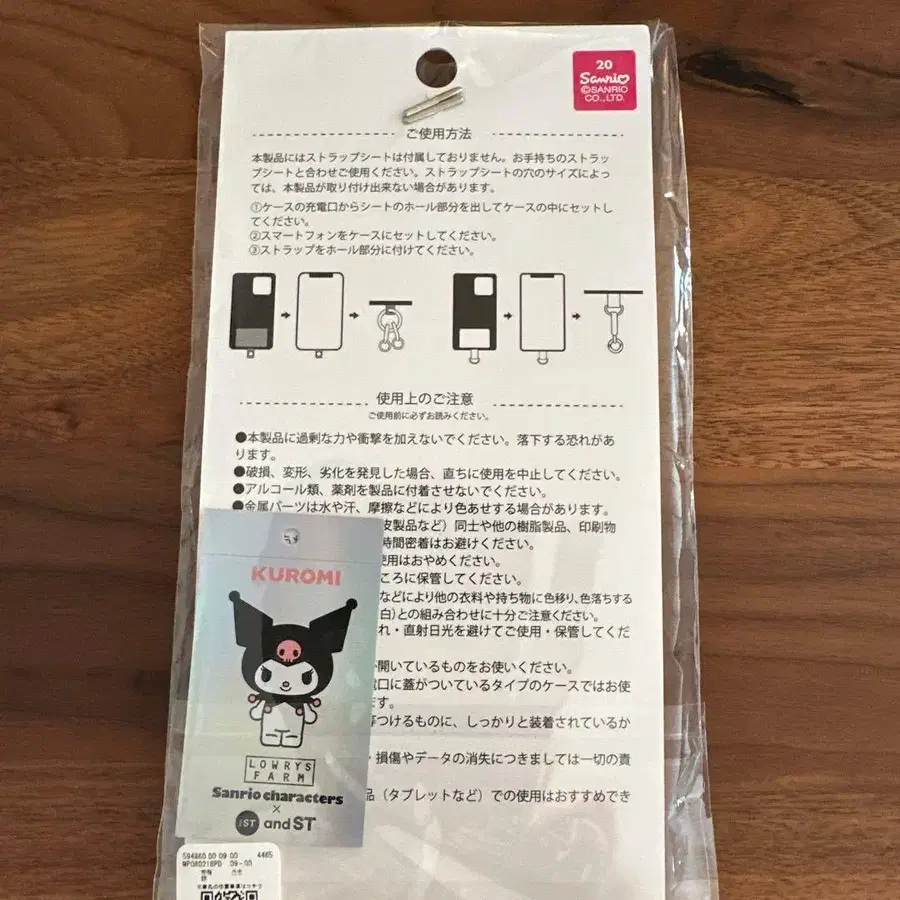 20
Sanrio
©SANRIO
CO.,LTD.
ご使用方法
本製品にはストラップシートは付属しておりません。お手持ちのストラッ
プシートと合わせご使用ください。ストラップシートの穴のサイズによっ
ては、本製品が取り付け出来ない場合があります。
①ケースの充電口からシートのホール部分を出してケースの中にセットし
てください。
②スマートフォンをケースにセットしてください。
③ストラップをホール部分に付けてください。
使用上のご注意
ご使用前に必ずお読みください。
●本製品に過剰な力や衝撃を加えないでください。落下する恐れがあ
ります。
●破損、変形、劣化を発見した場合、直ちに使用を中止してください。
●アルコール類、薬剤を製品に付着させないでください。
●金属パーツは水や汗、摩擦などにより色あせする場合があります。
皮製品など）同士や他の樹脂製品、印刷物
時間密着はお避けください。
使用はおやめください。
ころに保管してください。
などにより他の衣料や持ち物に色移り、色落ちする
白）との組み合わせに十分ご注意ください。
れ・直射日光を避けてご使用・保管してくだ
開いているものをお使いください。
電口に蓋がついているタイプのケースではお使
ます。
等つけるものに、しっかりと装着されているか
・損傷やデータの消失につきましては一切の責
品（タブレットなど）での使用はおすすめでき
KUROMI
LOWRYS
FARM
Sanrio characters
×
ST and ST
594860 00 09 00 4465